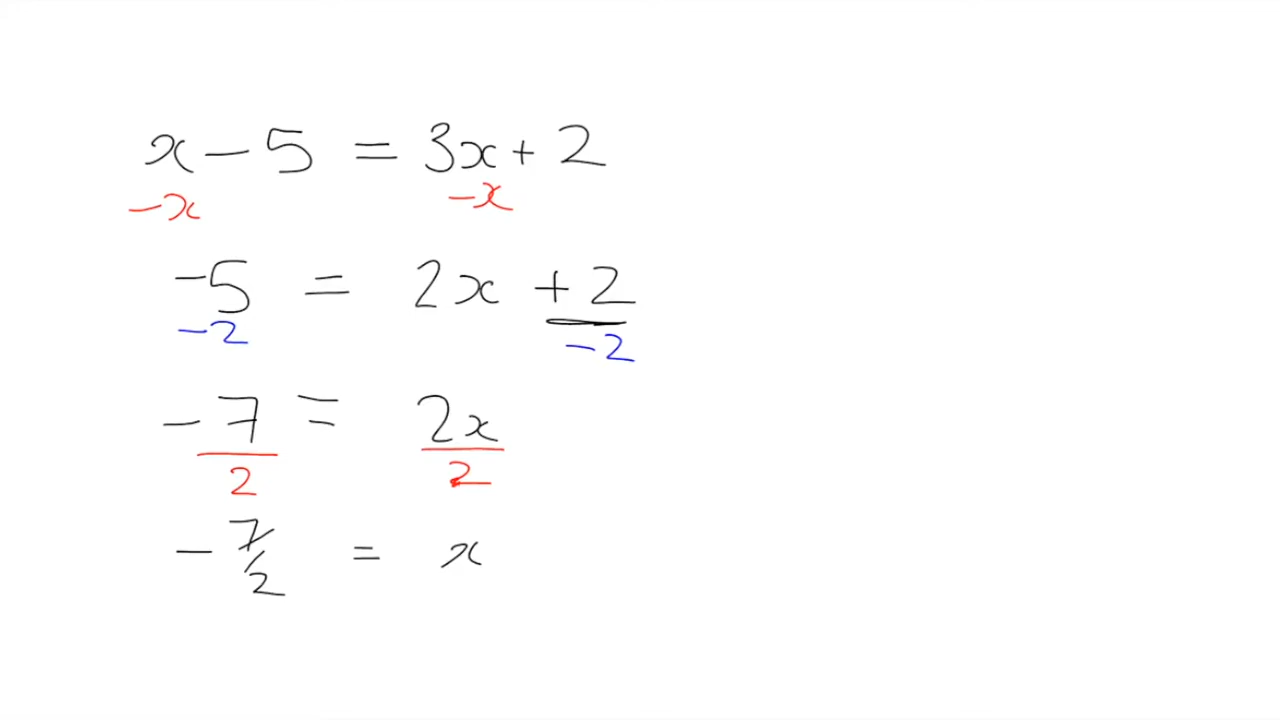 x - 5 = 3x + 2
-x -x
-5 = 2x + 2
-2 -2
-7 = 2x
2 2
-7/2 = x